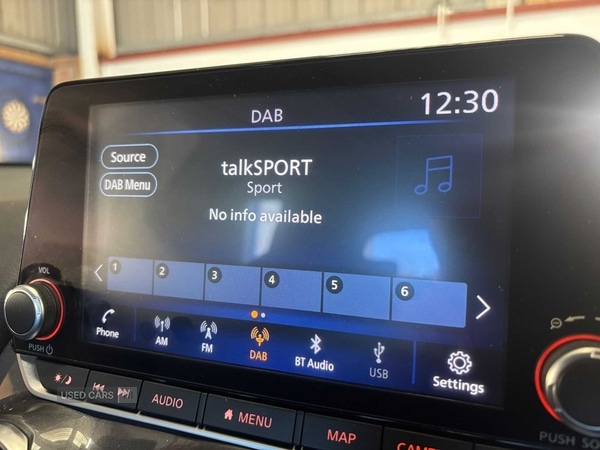 DAB
12:30
Source
talkSPORT
Sport
DAB Menu
No info available
1 2 3 4 5 6
Phone
AM
FM
DAB
BT Audio
USB
Settings
VOL
PUSH
AUDIO
MENU
MAP
PUSH
USED CARS